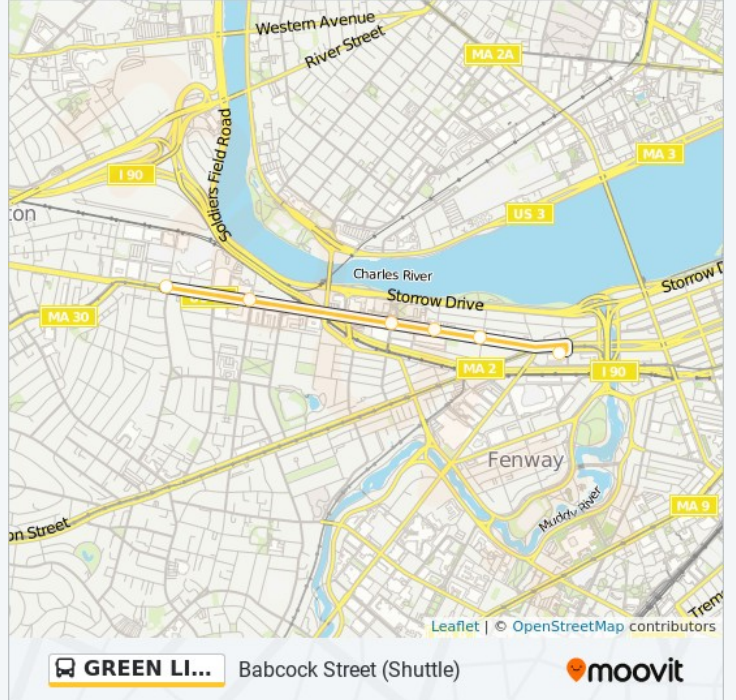 Western Avenue
River Street
MA 2A
Soldiers Field Road
MA 3
I 90
US 3
ton
Charles River
Storrow D
Storrow Drive
MA 30
MA 2
I 90
Fenway
Muddy River
MA 9
on Street
Trem
Leaflet | © OpenStreetMap contributors
GREEN LI...
Babcock Street (Shuttle)
moovit